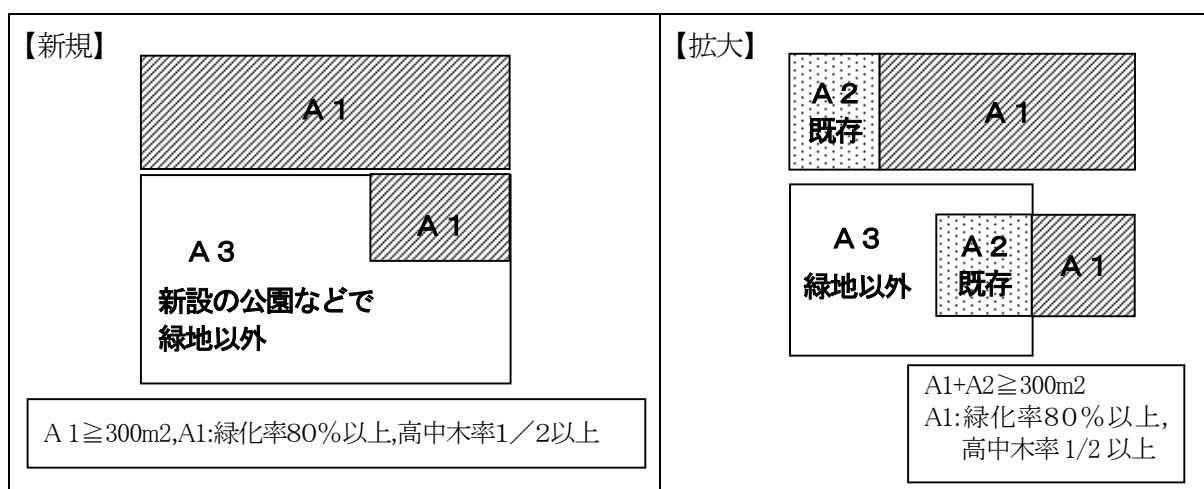 【新規】
A1
A1
A3
新設の公園などで
緑地以外
A1≧300m2,A1:緑化率80%以上,高中木率1/2以上
【拡大】
A2
既存
A1
A3
緑地以外
A2
既存
A1
A1+A2≧300m2
A1:緑化率80%以上,
高中木率1/2以上